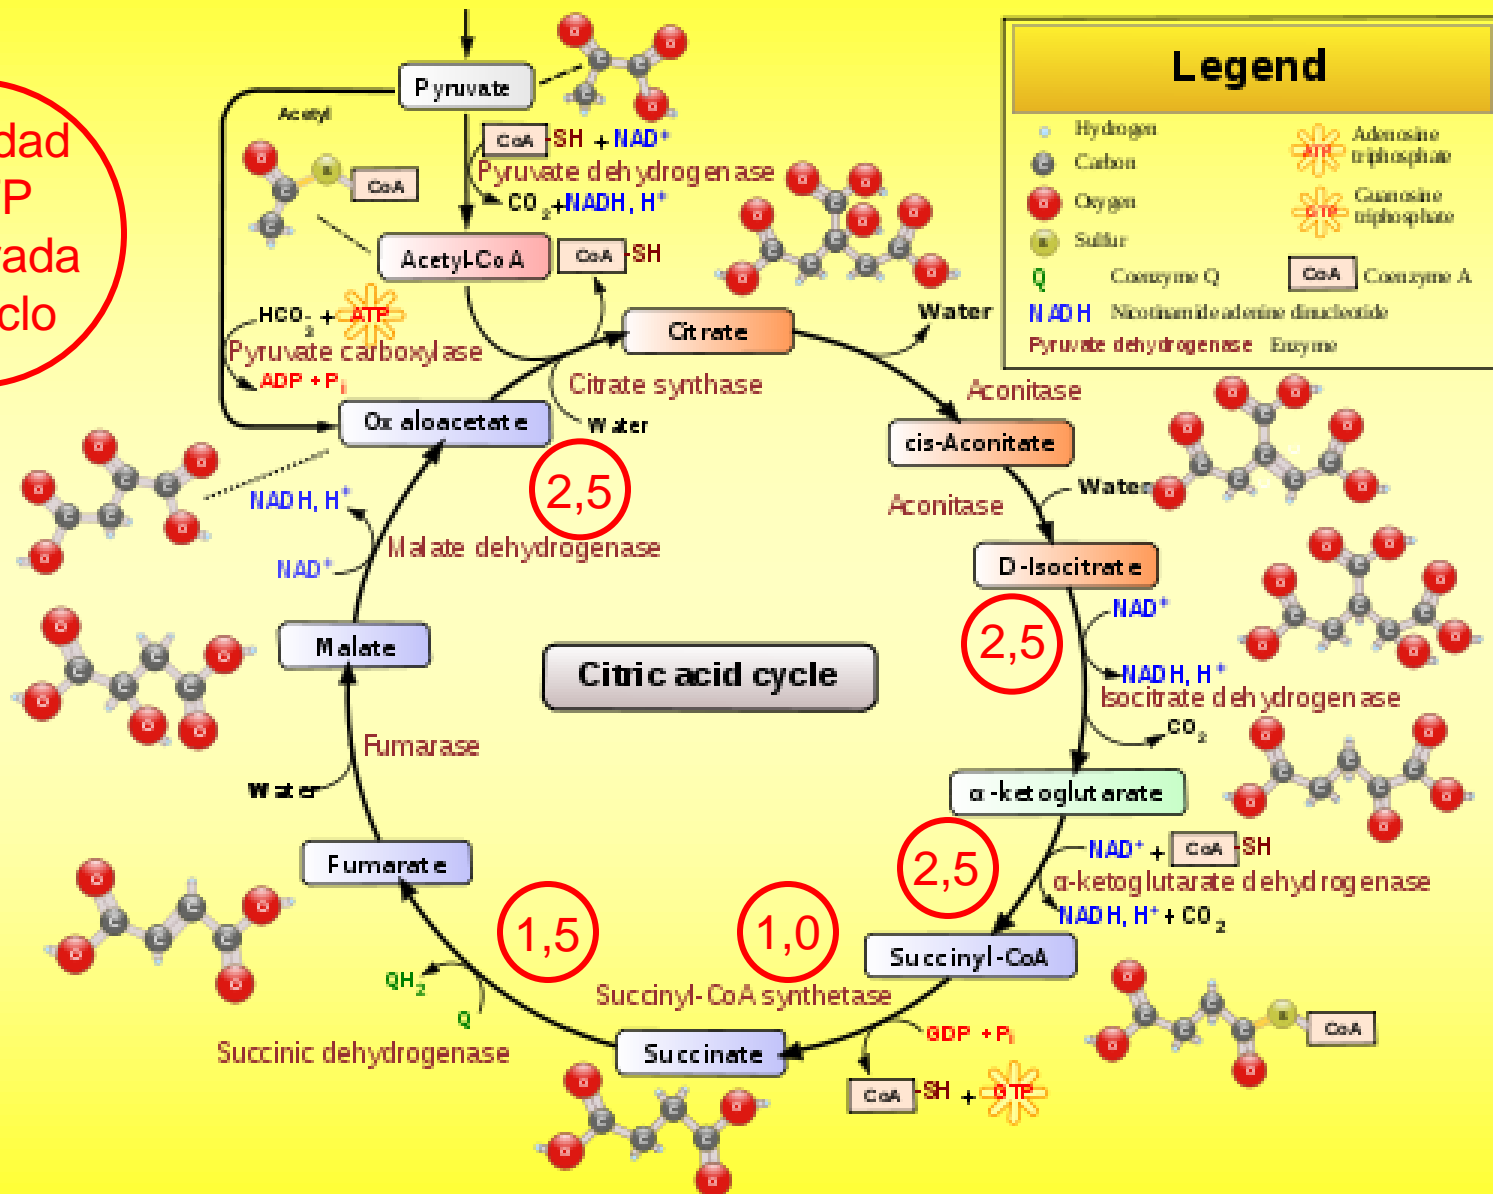 Pyruvate
Acetyl
CoA
CoA -SH + NAD+
Pyruvate dehydrogenase
CO2+NADH, H+
Acetyl-CoA
CoA -SH
HCO3- + ATP
Pyruvate carboxylase
ADP + Pi
Oxaloacetate
Citrate synthase
Water
2,5
Citrate
Water
Aconitase
cis-Aconitate
Water
Aconitase
D-Isocitrate
2,5
NAD+
NADH, H+
Isocitrate dehydrogenase
CO2
α-ketoglutarate
2,5
NAD+ + CoA -SH
α-ketoglutarate dehydrogenase
NADH, H+ + CO2
Succinyl-CoA
1,0
CoA
Succinyl-CoA synthetase
GDP + Pi
CoA -SH + GTP
Succinate
1,5
QH2
Q
Succinic dehydrogenase
Fumarate
Water
Fumarase
Malate
NAD+
Malate dehydrogenase
NADH, H+
Citric acid cycle
Legend
Hydrogen
Carbon
Oxygen
Sulfur
Q Coenzyme Q
NADH Nicotinamide adenine dinucleotide
Pyruvate dehydrogenase Enzyme
ATP Adenosine
triphosphate
GTP Guanosine
triphosphate
CoA Coenzyme A